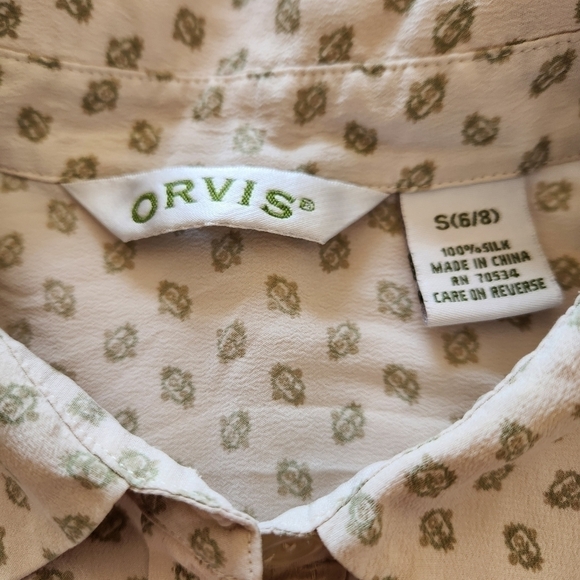 ORVIS®
S(6/8)
100%SILK
MADE IN CHINA
RN 70534
CARE ON REVERSE